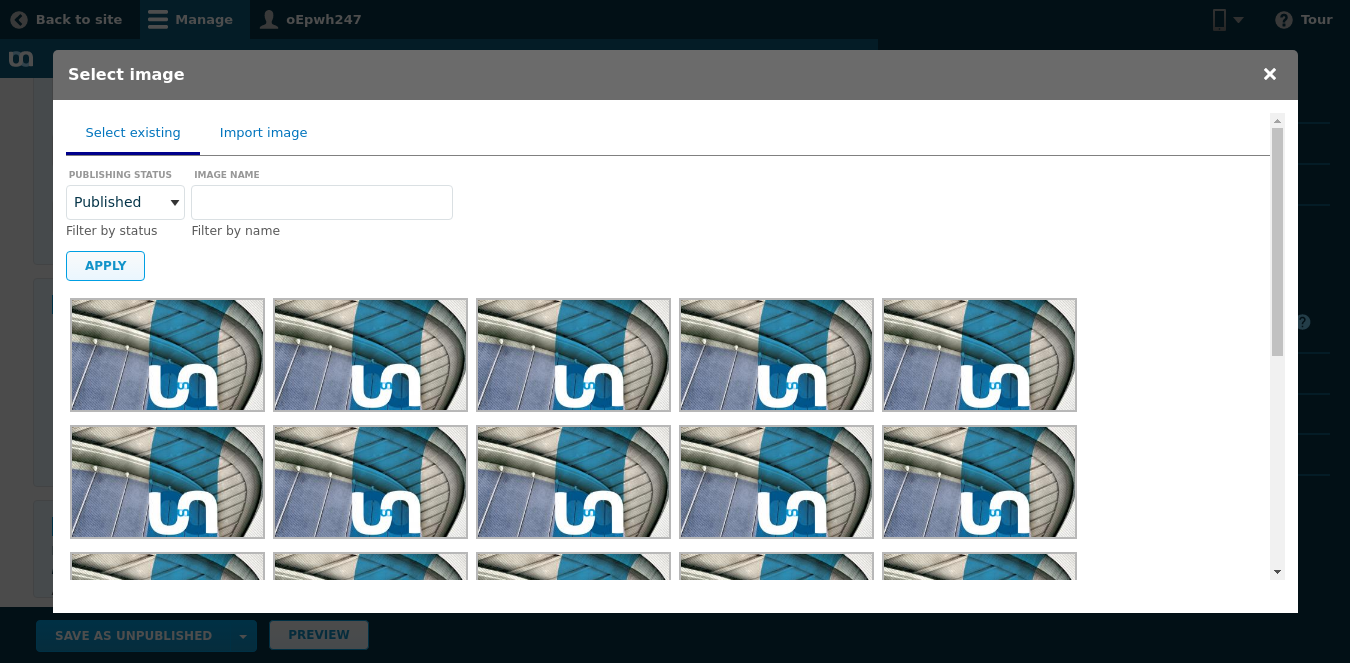 Back to site
Manage
oEpwh247
Tour
Select image
Select existing
Import image
PUBLISHING STATUS
IMAGE NAME
Published
Filter by status
Filter by name
APPLY
SAVE AS UNPUBLISHED
PREVIEW